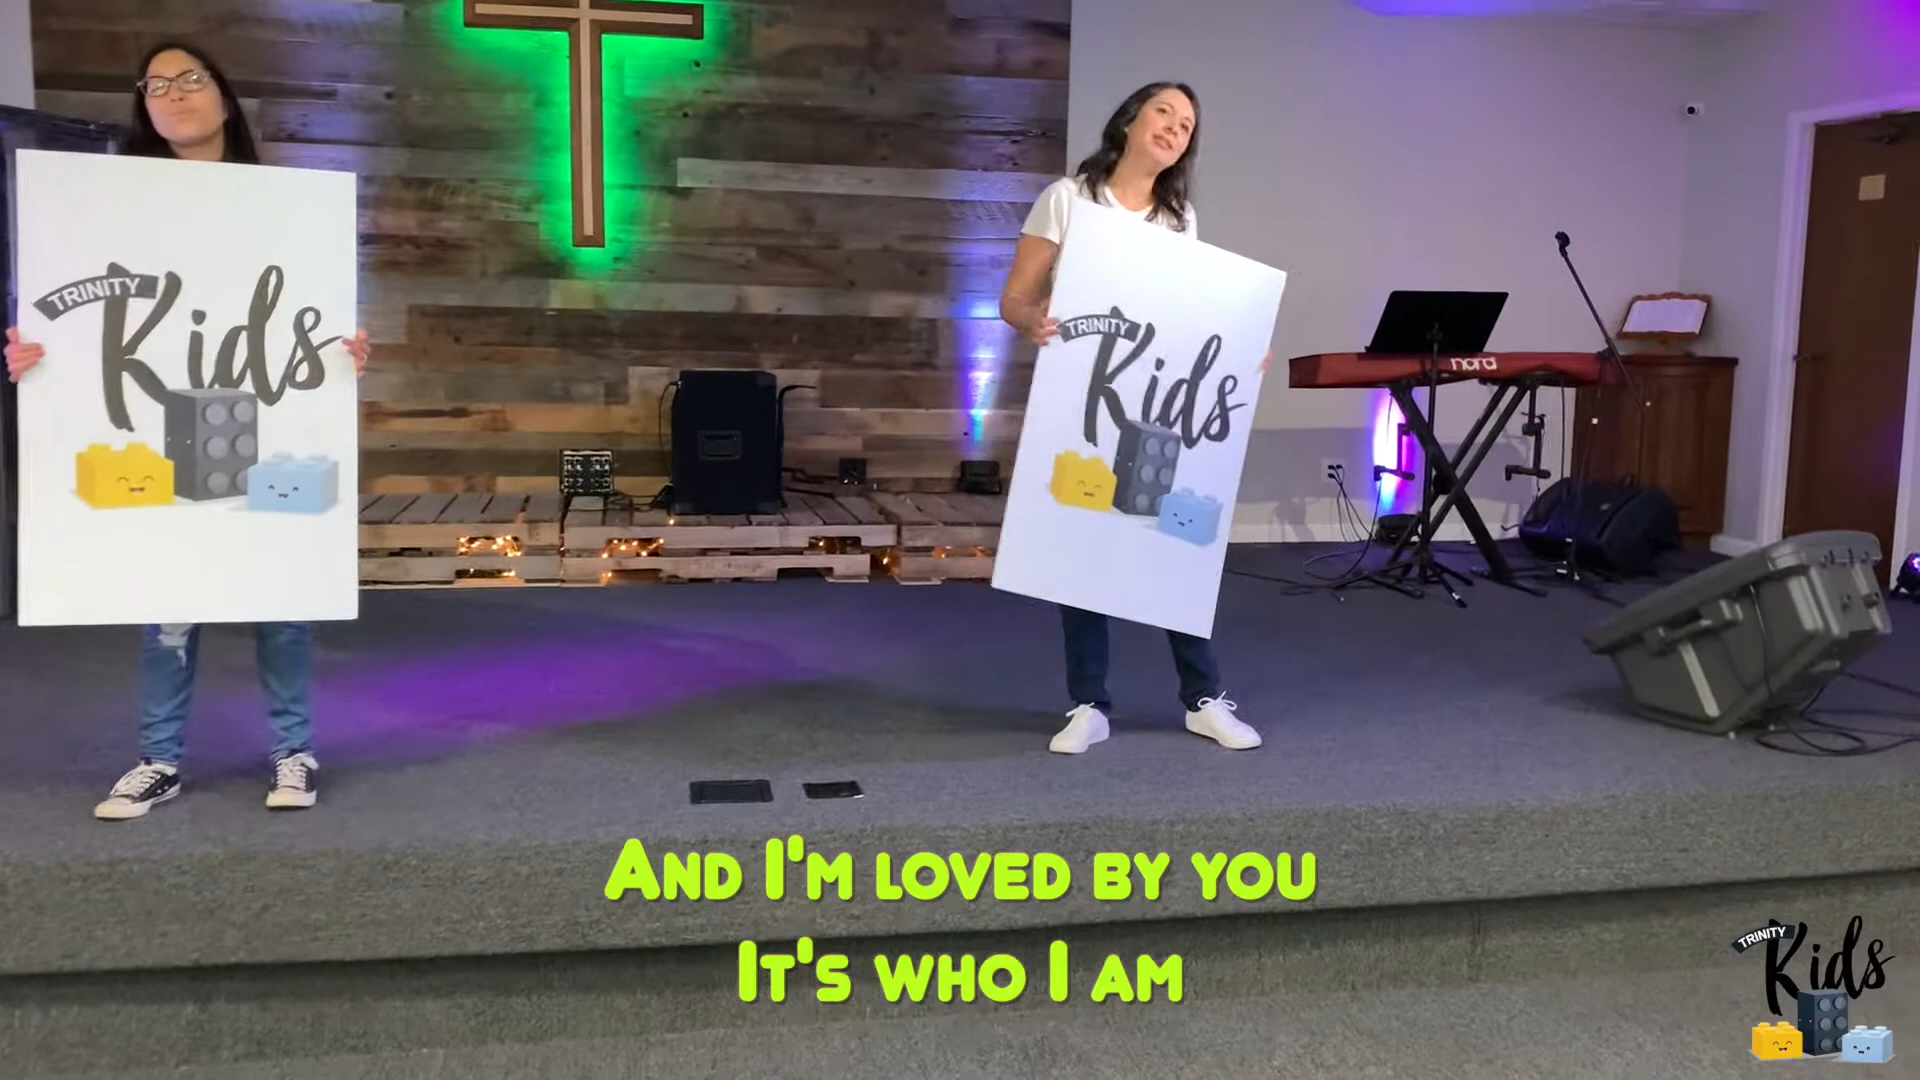 TRINITY
Kids
TRINITY
Kids
nord
AND I'M LOVED BY YOU
IT'S WHO I AM
TRINITY
Kids